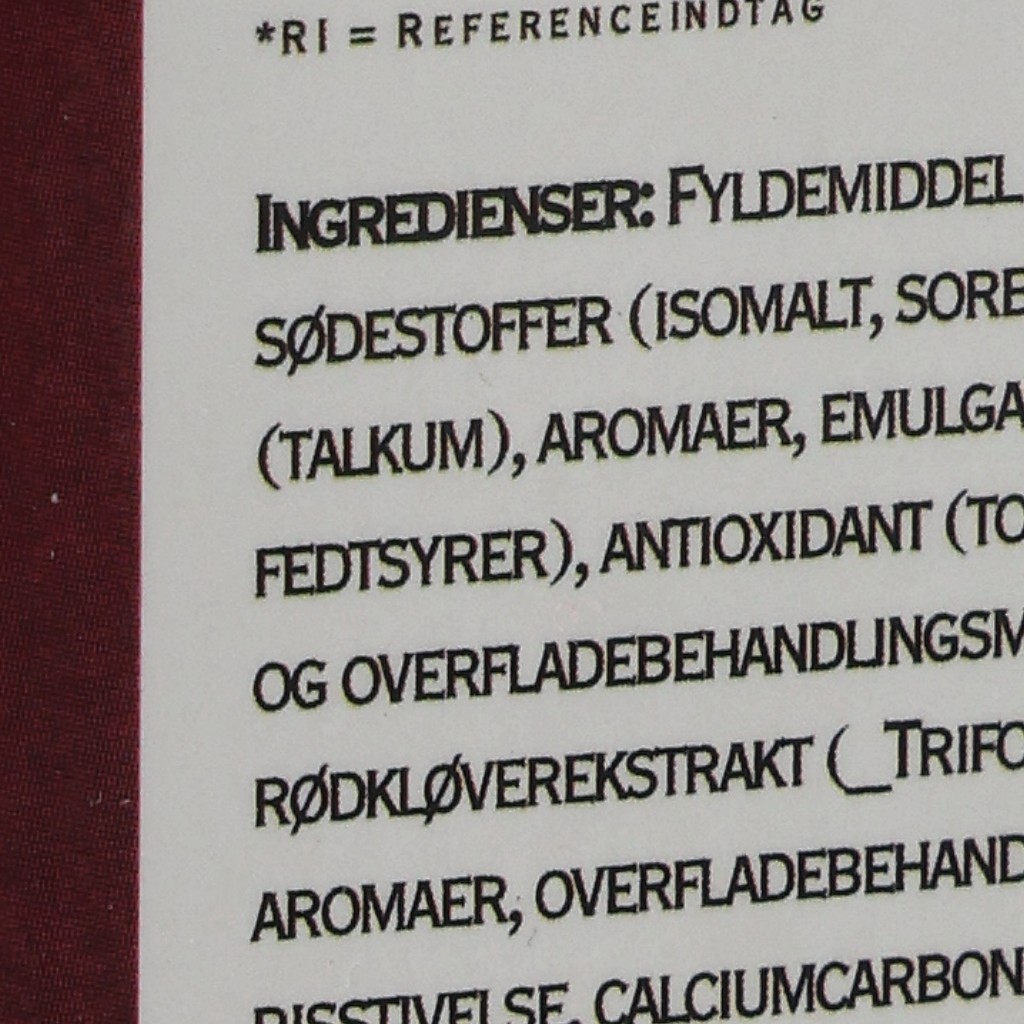 *RI = REFERENCEINDTAG
INGREDIENSER: FYLDEMIDDEL
SØDESTOFFER (ISOMALT,
(TALKUM), AROMAER,
FEDTSYRER), ANTIOXIDANT
OG
RØDKLØVEREKSTRAKT
AROMAER,
CALCIUMCARBON